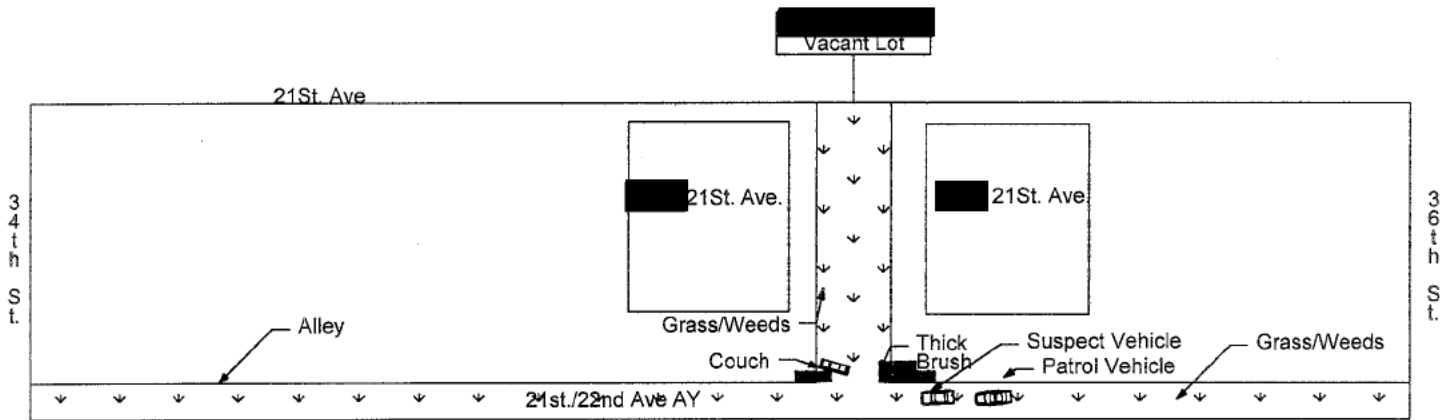 Vacant Lot
21St. Ave
34th St.
21St. Ave.
21St. Ave
36th St.
Alley
Grass/Weeds
Couch
Thick
Brush
Suspect Vehicle
Patrol Vehicle
Grass/Weeds
21st./22nd Ave AY